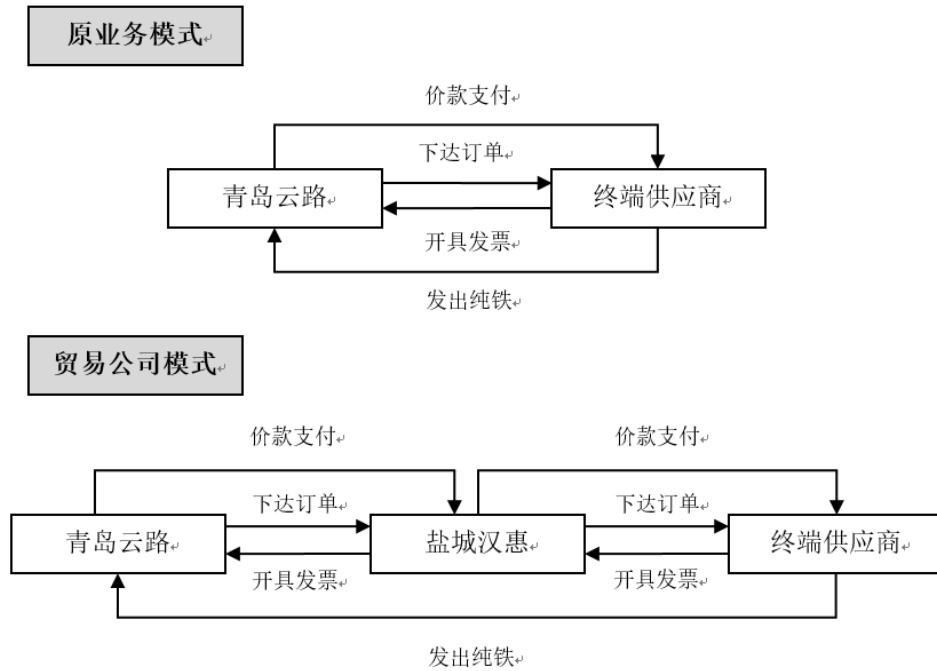 原业务模式
价款支付
下达订单
青岛云路
终端供应商
开具发票
发出纯铁
贸易公司模式
价款支付
价款支付
下达订单
下达订单
青岛云路
盐城汉惠
终端供应商
开具发票
开具发票
发出纯铁